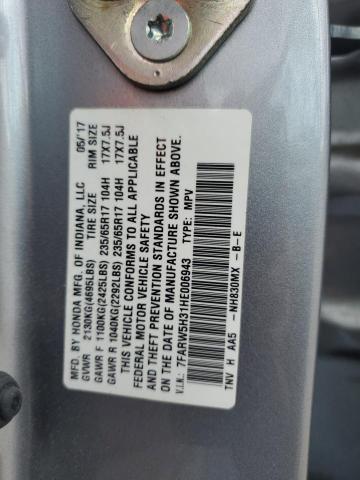 MFD. BY HONDA MFG. OF INDIANA, LLC 05/'17
GVWR 2130KG(4695LBS) TIRE SIZE RIM SIZE
GAWR F 1100KG(2425LBS) 235/65R17 104H 17X7.5J
GAWR R 1040KG(2292LBS) 235/65R17 104H 17X7.5J
THIS VEHICLE CONFORMS TO ALL APPLICABLE
FEDERAL MOTOR VEHICLE SAFETY
AND THEFT PREVENTION STANDARDS IN EFFECT
ON THE DATE OF MANUFACTURE SHOWN ABOVE.
V.I.N.: 7FARW5H31HE006943 TYPE: MPV
TNV H AA5 -NH830MX -B-E